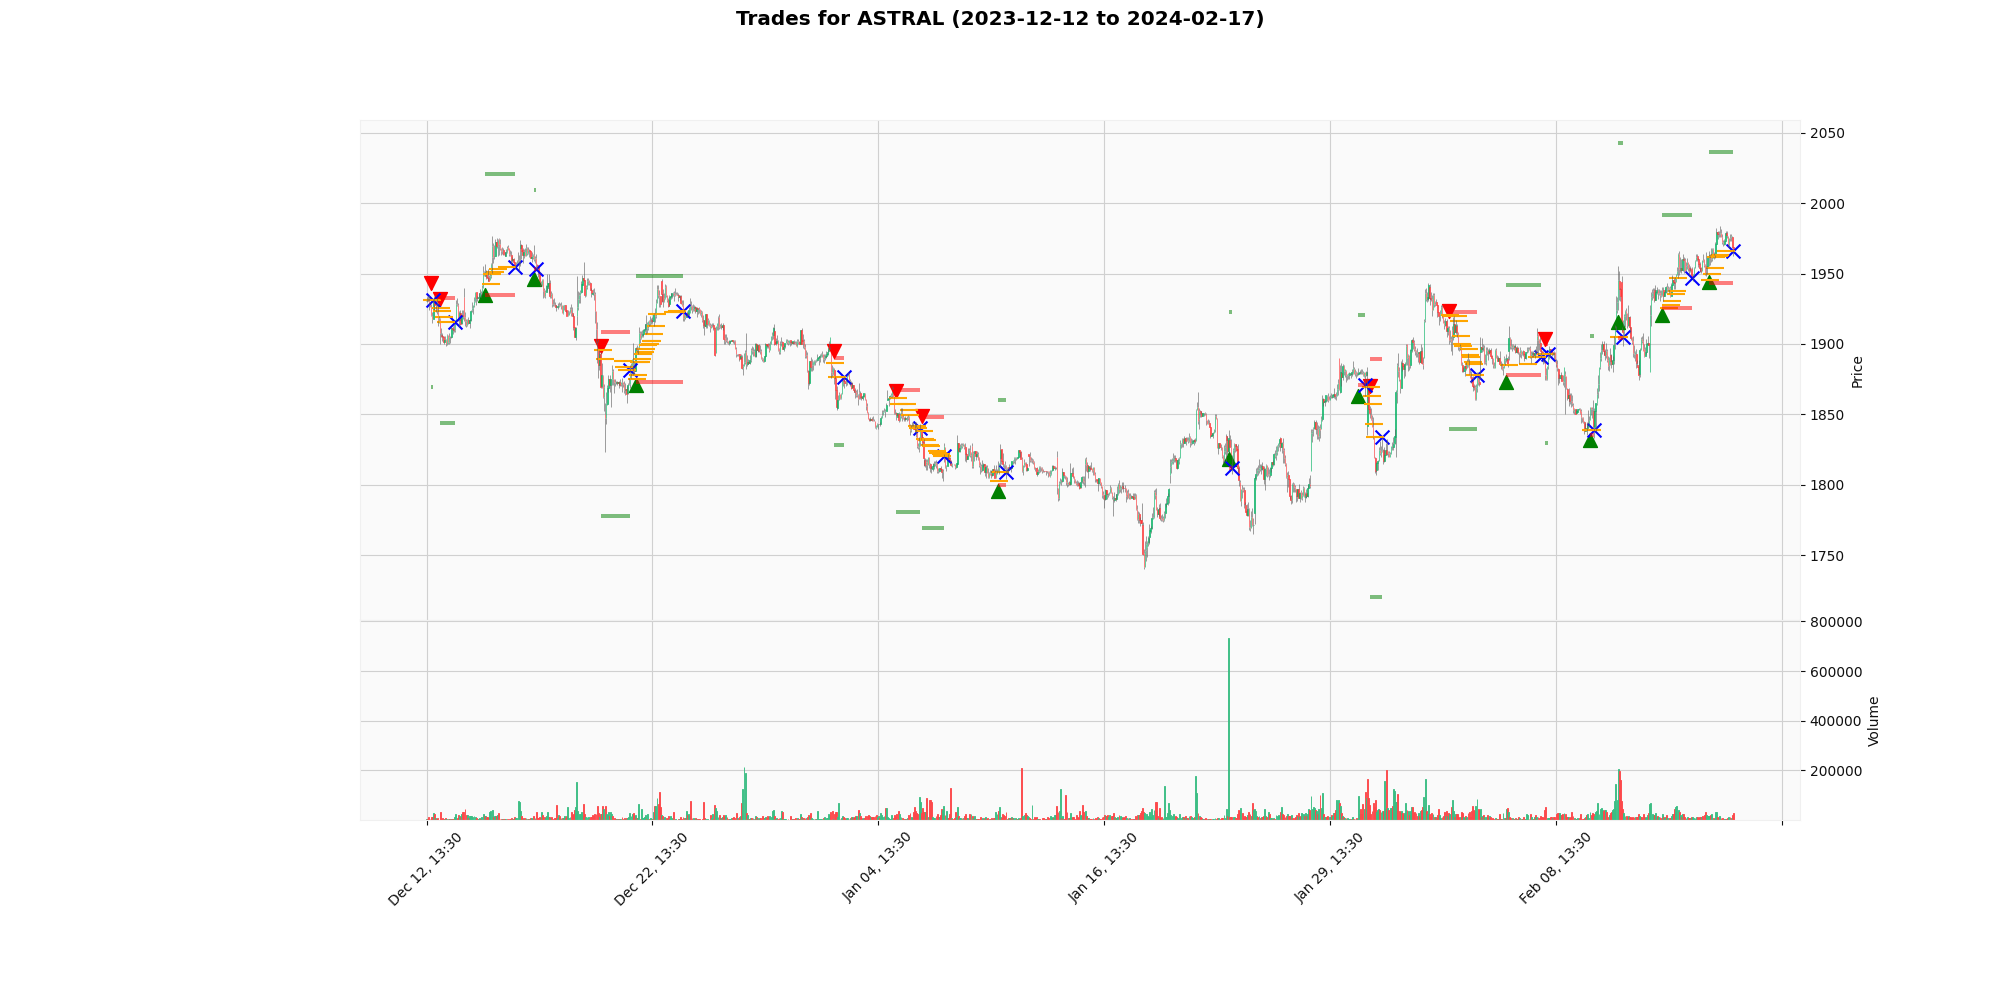 Trades for ASTRAL (2023-12-12 to 2024-02-17)
2050
2000
1950
1900
1850
1800
1750
Price
800000
600000
400000
200000
Volume
Dec 12, 13:30
Dec 22, 13:30
Jan 04, 13:30
Jan 16, 13:30
Jan 29, 13:30
Feb 08, 13:30